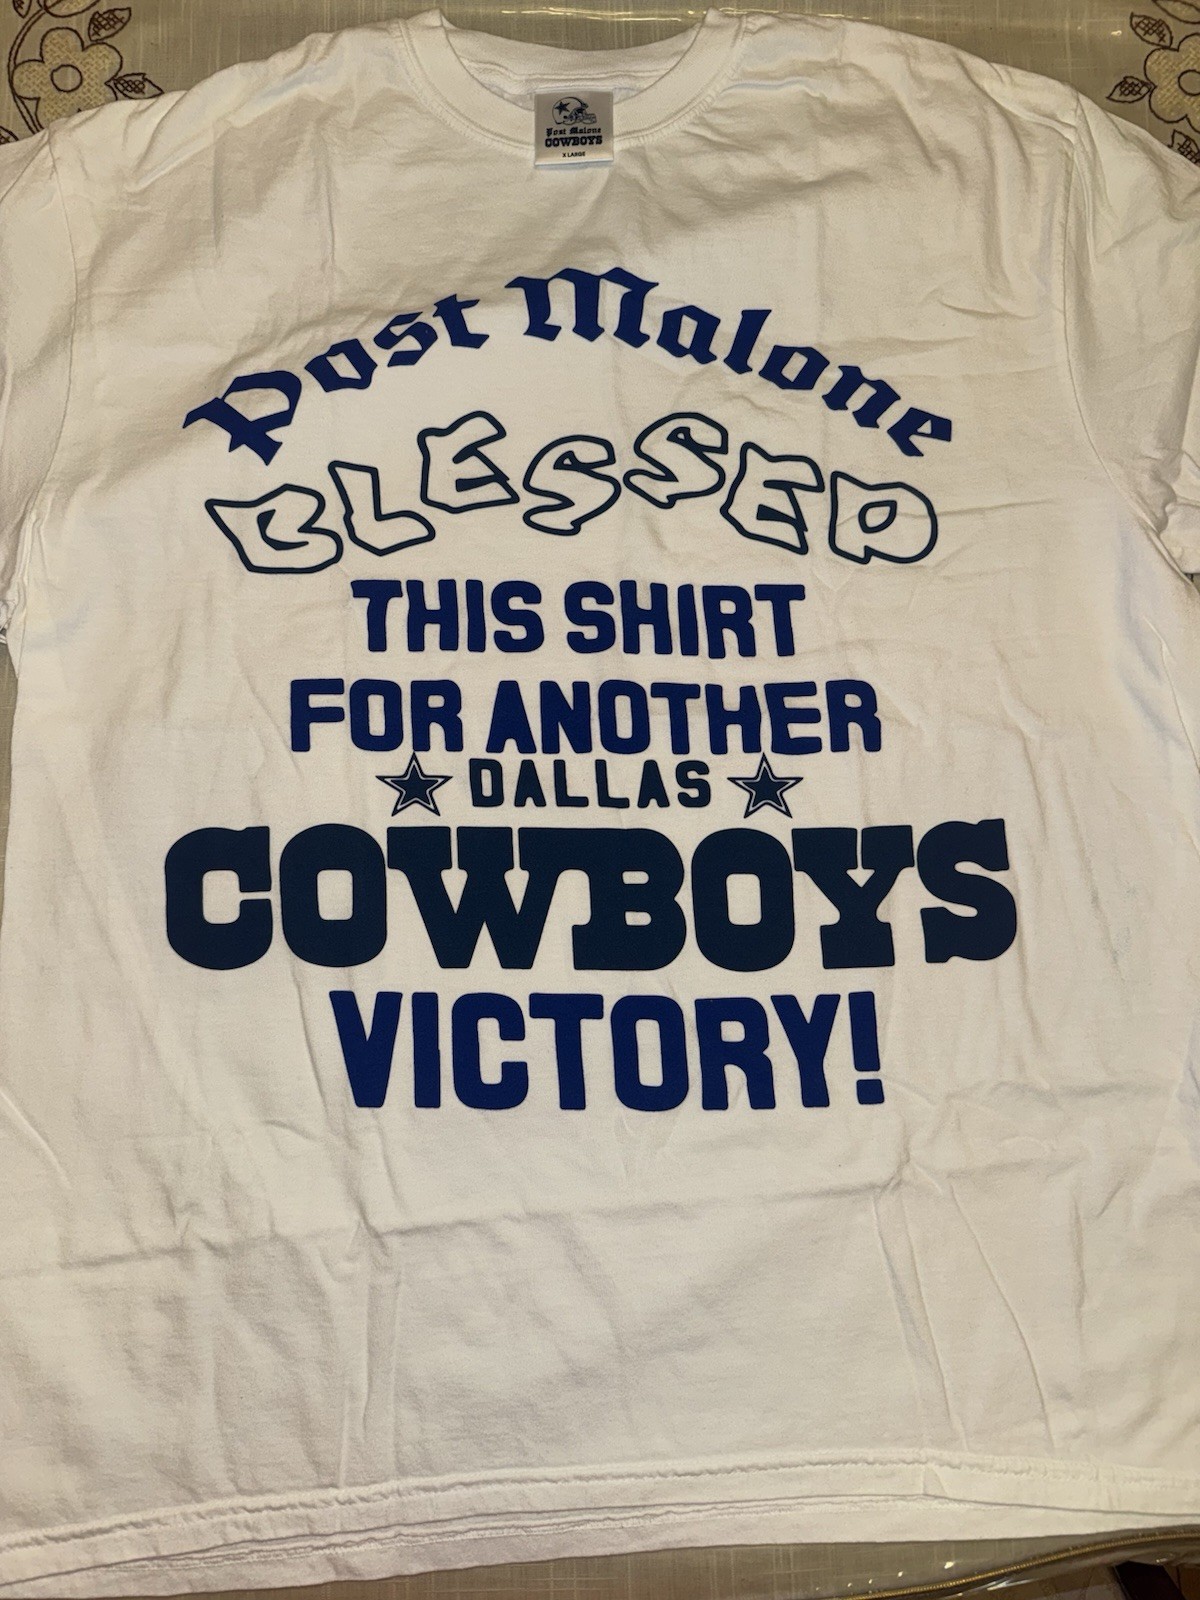 Post Malone
COWBOYS
X LARGE
Post Malone
BLESSED
THIS SHIRT
FOR ANOTHER
DALLAS
COWBOYS
VICTORY!